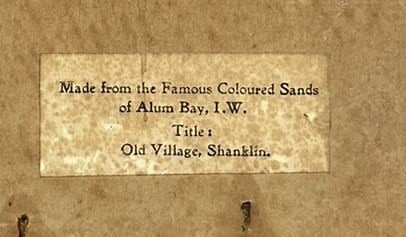 Made from the Famous Coloured Sands
of Alum Bay, I.W.
Title:
Old Village, Shanklin.